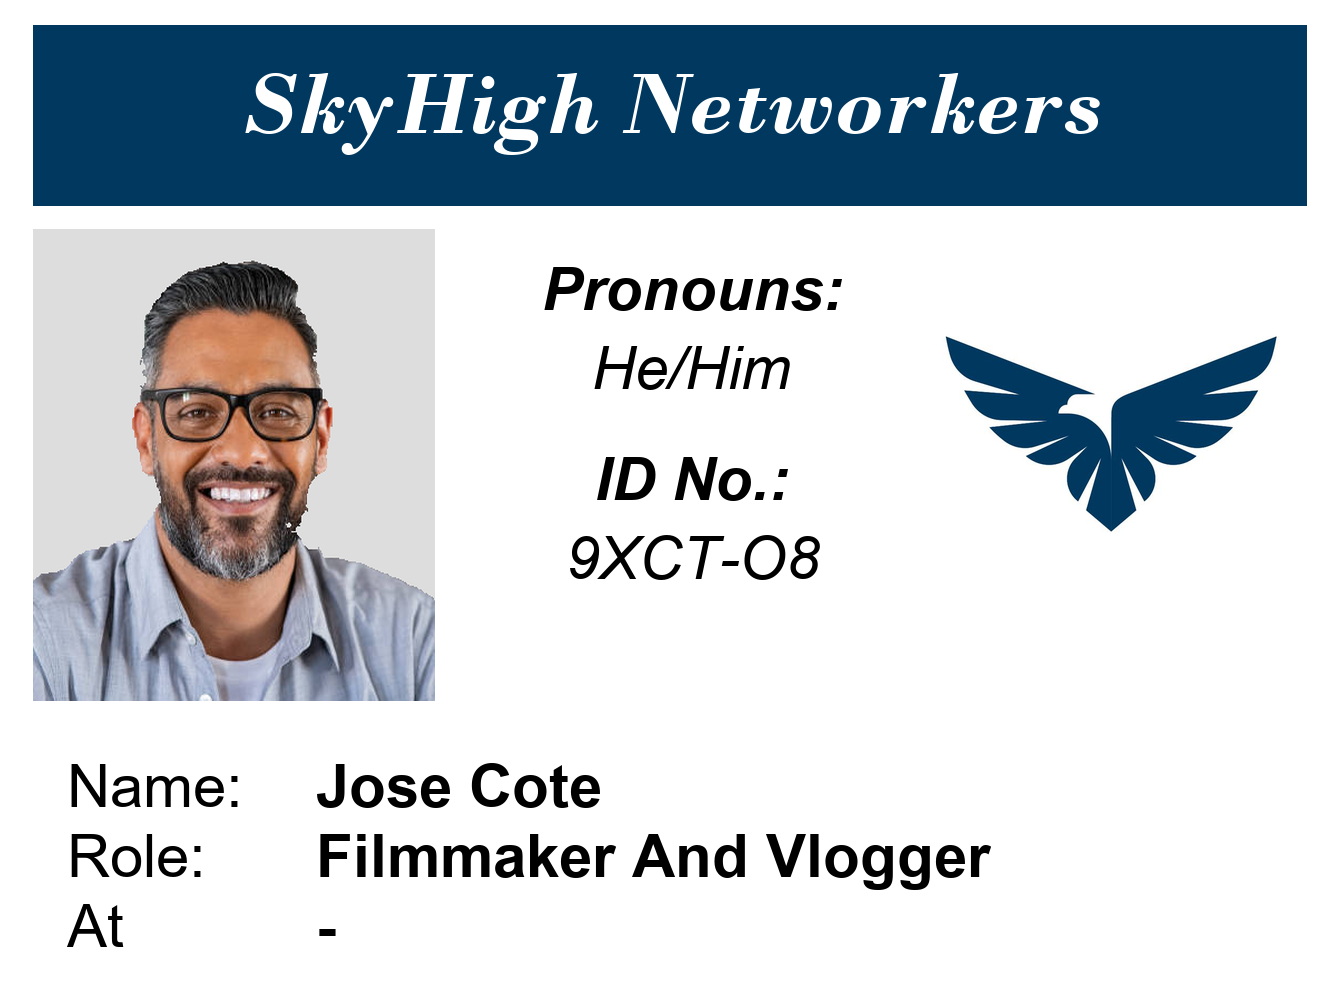 SkyHigh Networkers
Pronouns:
He/Him
ID No.:
9XCT-O8
Name: Jose Cote
Role: Filmmaker And Vlogger
At -